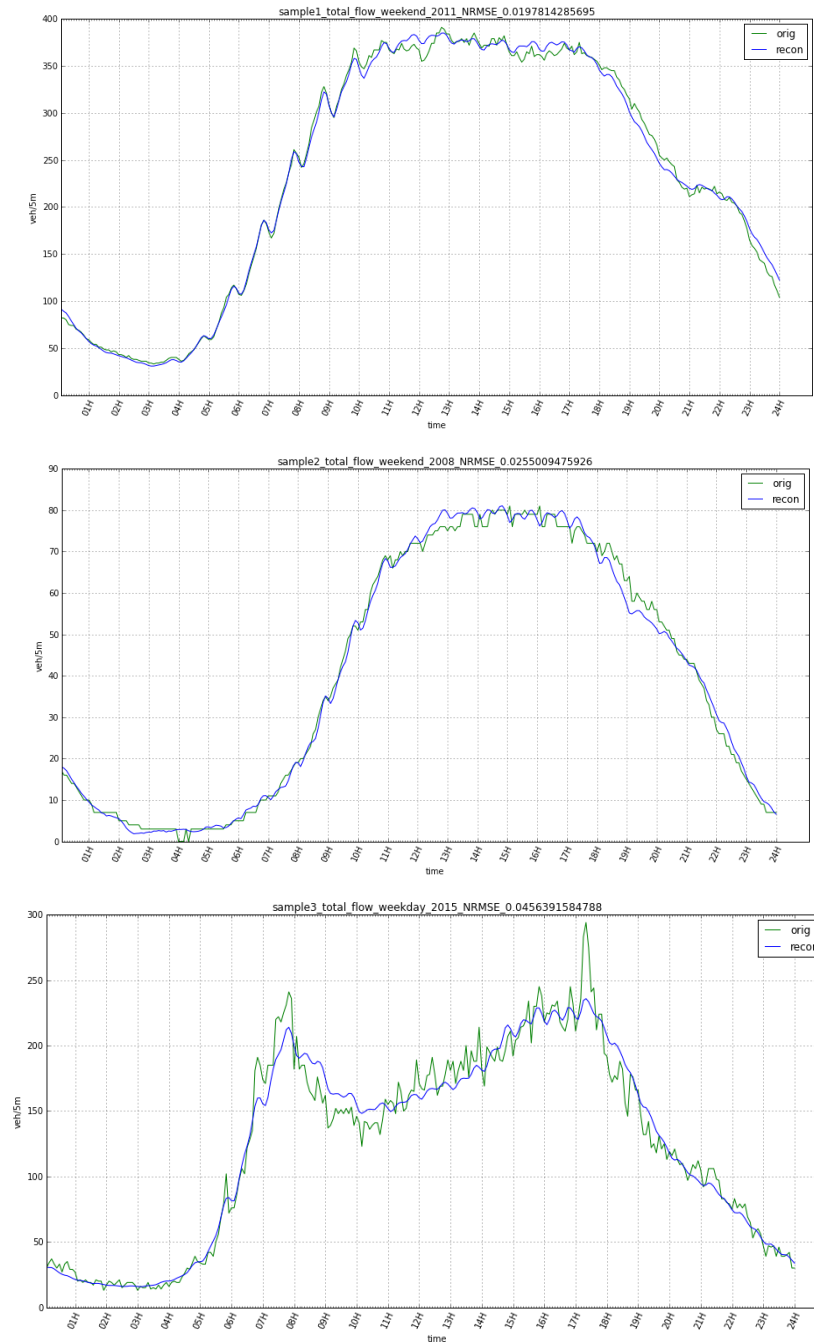 sample1_total_flow_weekend_2011_NRMSE_0.0197814285695
400
350
300
250
200
150
100
50
0
veh/5m
orig
recon
01H 02H 03H 04H 05H 06H 07H 08H 09H 10H 11H 12H 13H 14H 15H 16H 17H 18H 19H 20H 21H 22H 23H 24H
time
sample2_total_flow_weekend_2008_NRMSE_0.0255009475926
90
80
70
60
50
40
30
20
10
0
veh/5m
orig
recon
01H 02H 03H 04H 05H 06H 07H 08H 09H 10H 11H 12H 13H 14H 15H 16H 17H 18H 19H 20H 21H 22H 23H 24H
time
sample3_total_flow_weekday_2015_NRMSE_0.0456391584788
300
250
200
150
100
50
0
veh/5m
orig
recon
01H 02H 03H 04H 05H 06H 07H 08H 09H 10H 11H 12H 13H 14H 15H 16H 17H 18H 19H 20H 21H 22H 23H 24H
time